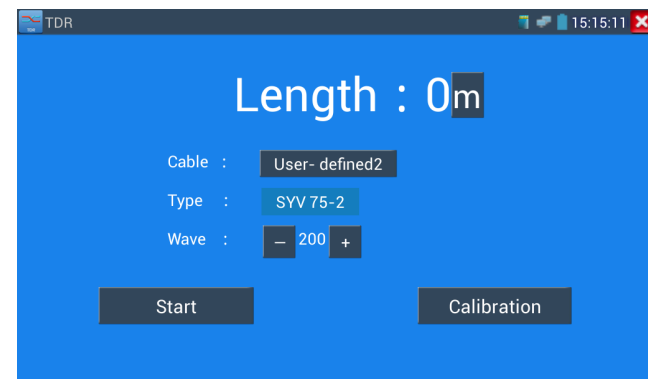 TDR 15:15:11
Length : 0m
Cable : User- defined2
Type : SYV 75-2
Wave : – 200 +
Start Calibration